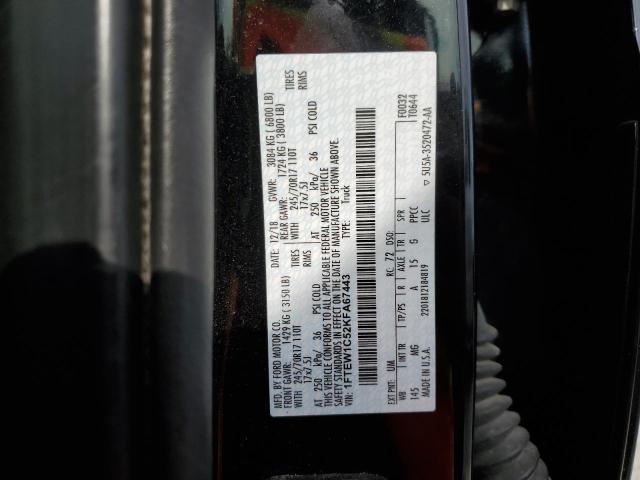 MFD. BY FORD MOTOR CO. DATE: 12/18 GVWR: 3084 KG ( 6800 LB)
FRONT GAWR: 1429 KG ( 3150 LB) REAR GAWR: 1724 KG ( 3800 LB)
WITH 245/70R17 110T TIRES WITH 245/70R17 110T TIRES
17x7.5J RIMS 17x7.5J RIMS
AT 250 kPa/ 36 PSI COLD AT 250 kPa/ 36 PSI COLD
THIS VEHICLE CONFORMS TO ALL APPLICABLE FEDERAL MOTOR VEHICLE
SAFETY STANDARDS IN EFFECT ON THE DATE OF MANUFACTURE SHOWN ABOVE.
VIN: 1FTEW1C52KFA67443
TYPE: Truck
EXT PNT: UM RC: 72 DSO: F0032
WB INT TR TP/PS R AXLE TR SPR T0644
145 MG A 15 G PPCC
MADE IN U.S.A. 2201812184819 ULC
▽ 5U5A-3520472-AA